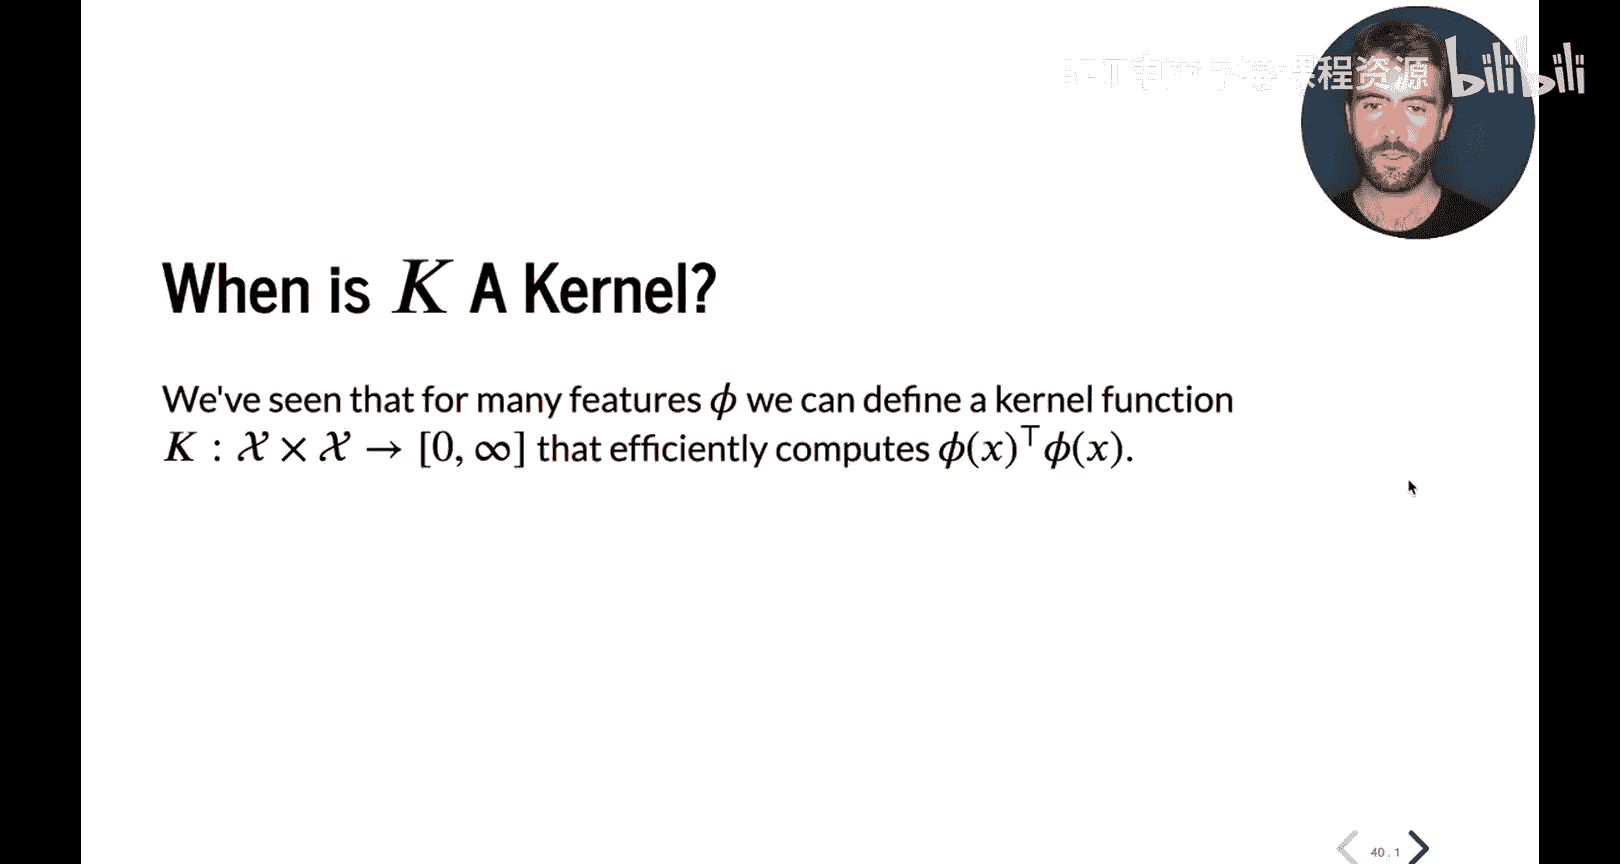 课程资源 bilibili
When is K A Kernel?
We've seen that for many features ϕ we can define a kernel function
K : 𝒳 × 𝒳 → [0, ∞] that efficiently computes ϕ(x)⊤ϕ(x).
40 . 1